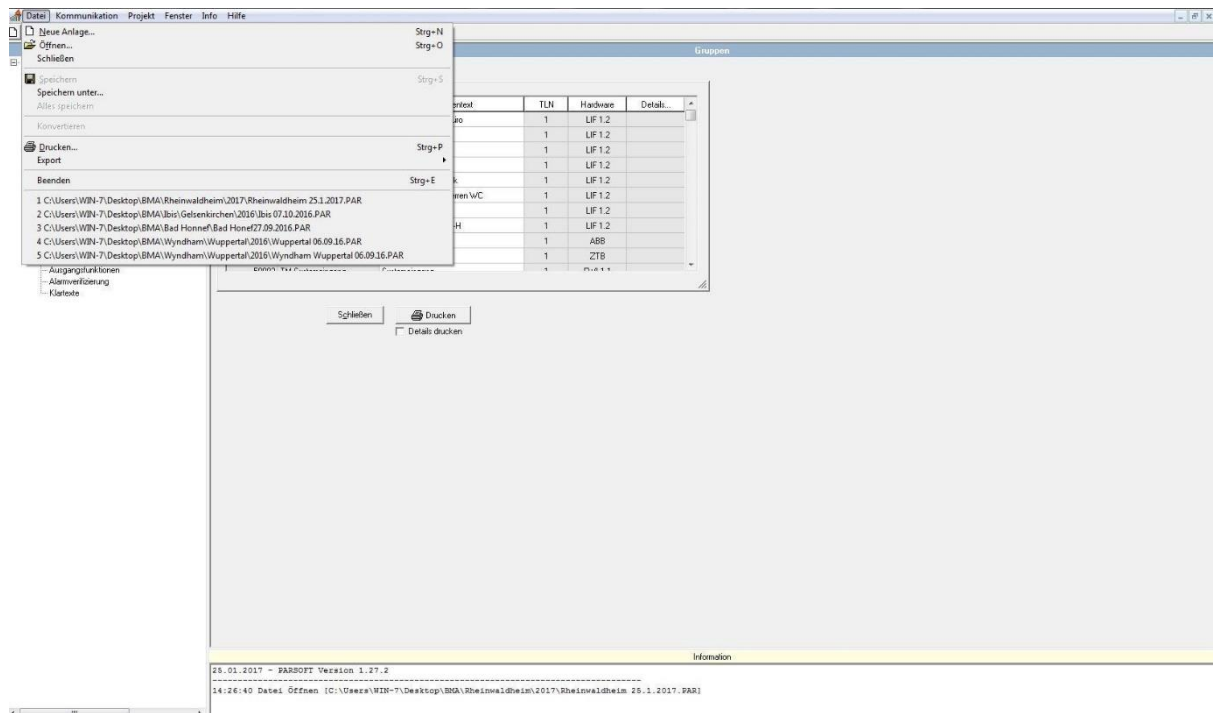 Datei Kommunikation Projekt Fenster Info Hilfe
Neue Anlage... Strg+N
Öffnen... Strg+O
Schließen
Speichern Strg+S
Speichern unter...
Alles speichern
Konvertieren
Drucken... Strg+P
Export
Beenden Strg+E
1 C:\Users\WIN-7\Desktop\BMA\Rheinwaldheim\2017\Rheinwaldheim 25.1.2017.PAR
2 C:\Users\WIN-7\Desktop\BMA\Ibis\Gelsenkirchen\2016\Ibis 07.10.2016.PAR
3 C:\Users\WIN-7\Desktop\BMA\Bad Honnef\Bad Honef27.09.2016.PAR
4 C:\Users\WIN-7\Desktop\BMA\Wyndham\Wuppertal\2016\Wuppertal 06.09.16.PAR
5 C:\Users\WIN-7\Desktop\BMA\Wyndham\Wuppertal\2016\Wyndham Wuppertal 06.09.16.PAR
Ausgangsfunktionen
Alarmverifizierung
Klartexte
Gruppen
TLN Hardware Details...
1 LIF 1.2
1 LIF 1.2
1 LIF 1.2
1 LIF 1.2
1 LIF 1.2
WC 1 LIF 1.2
1 LIF 1.2
-H 1 LIF 1.2
1 ABB
1 ZTB
Schließen Drucken
Details drucken
Information
25.01.2017 - PARSOFT Version 1.27.2
14:26:40 Datei Öffnen [C:\Users\WIN-7\Desktop\BMA\Rheinwaldheim\2017\Rheinwaldheim 25.1.2017.PAR]